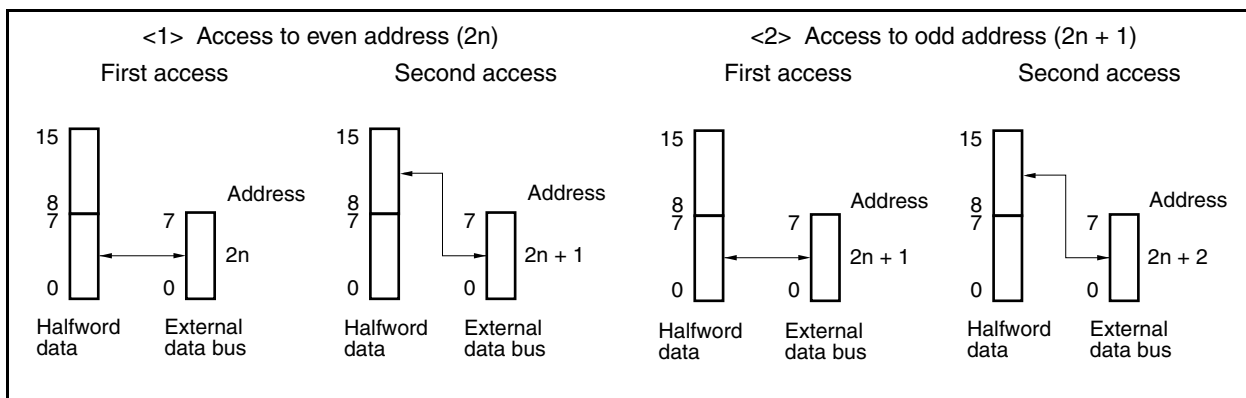 <1> Access to even address (2n)
First access
15
8
7
0
Halfword
data
Address
7
2n
0
External
data bus
Second access
15
8
7
0
Halfword
data
Address
7
2n + 1
0
External
data bus
<2> Access to odd address (2n + 1)
First access
15
8
7
0
Halfword
data
Address
7
2n + 1
0
External
data bus
Second access
15
8
7
0
Halfword
data
Address
7
2n + 2
0
External
data bus